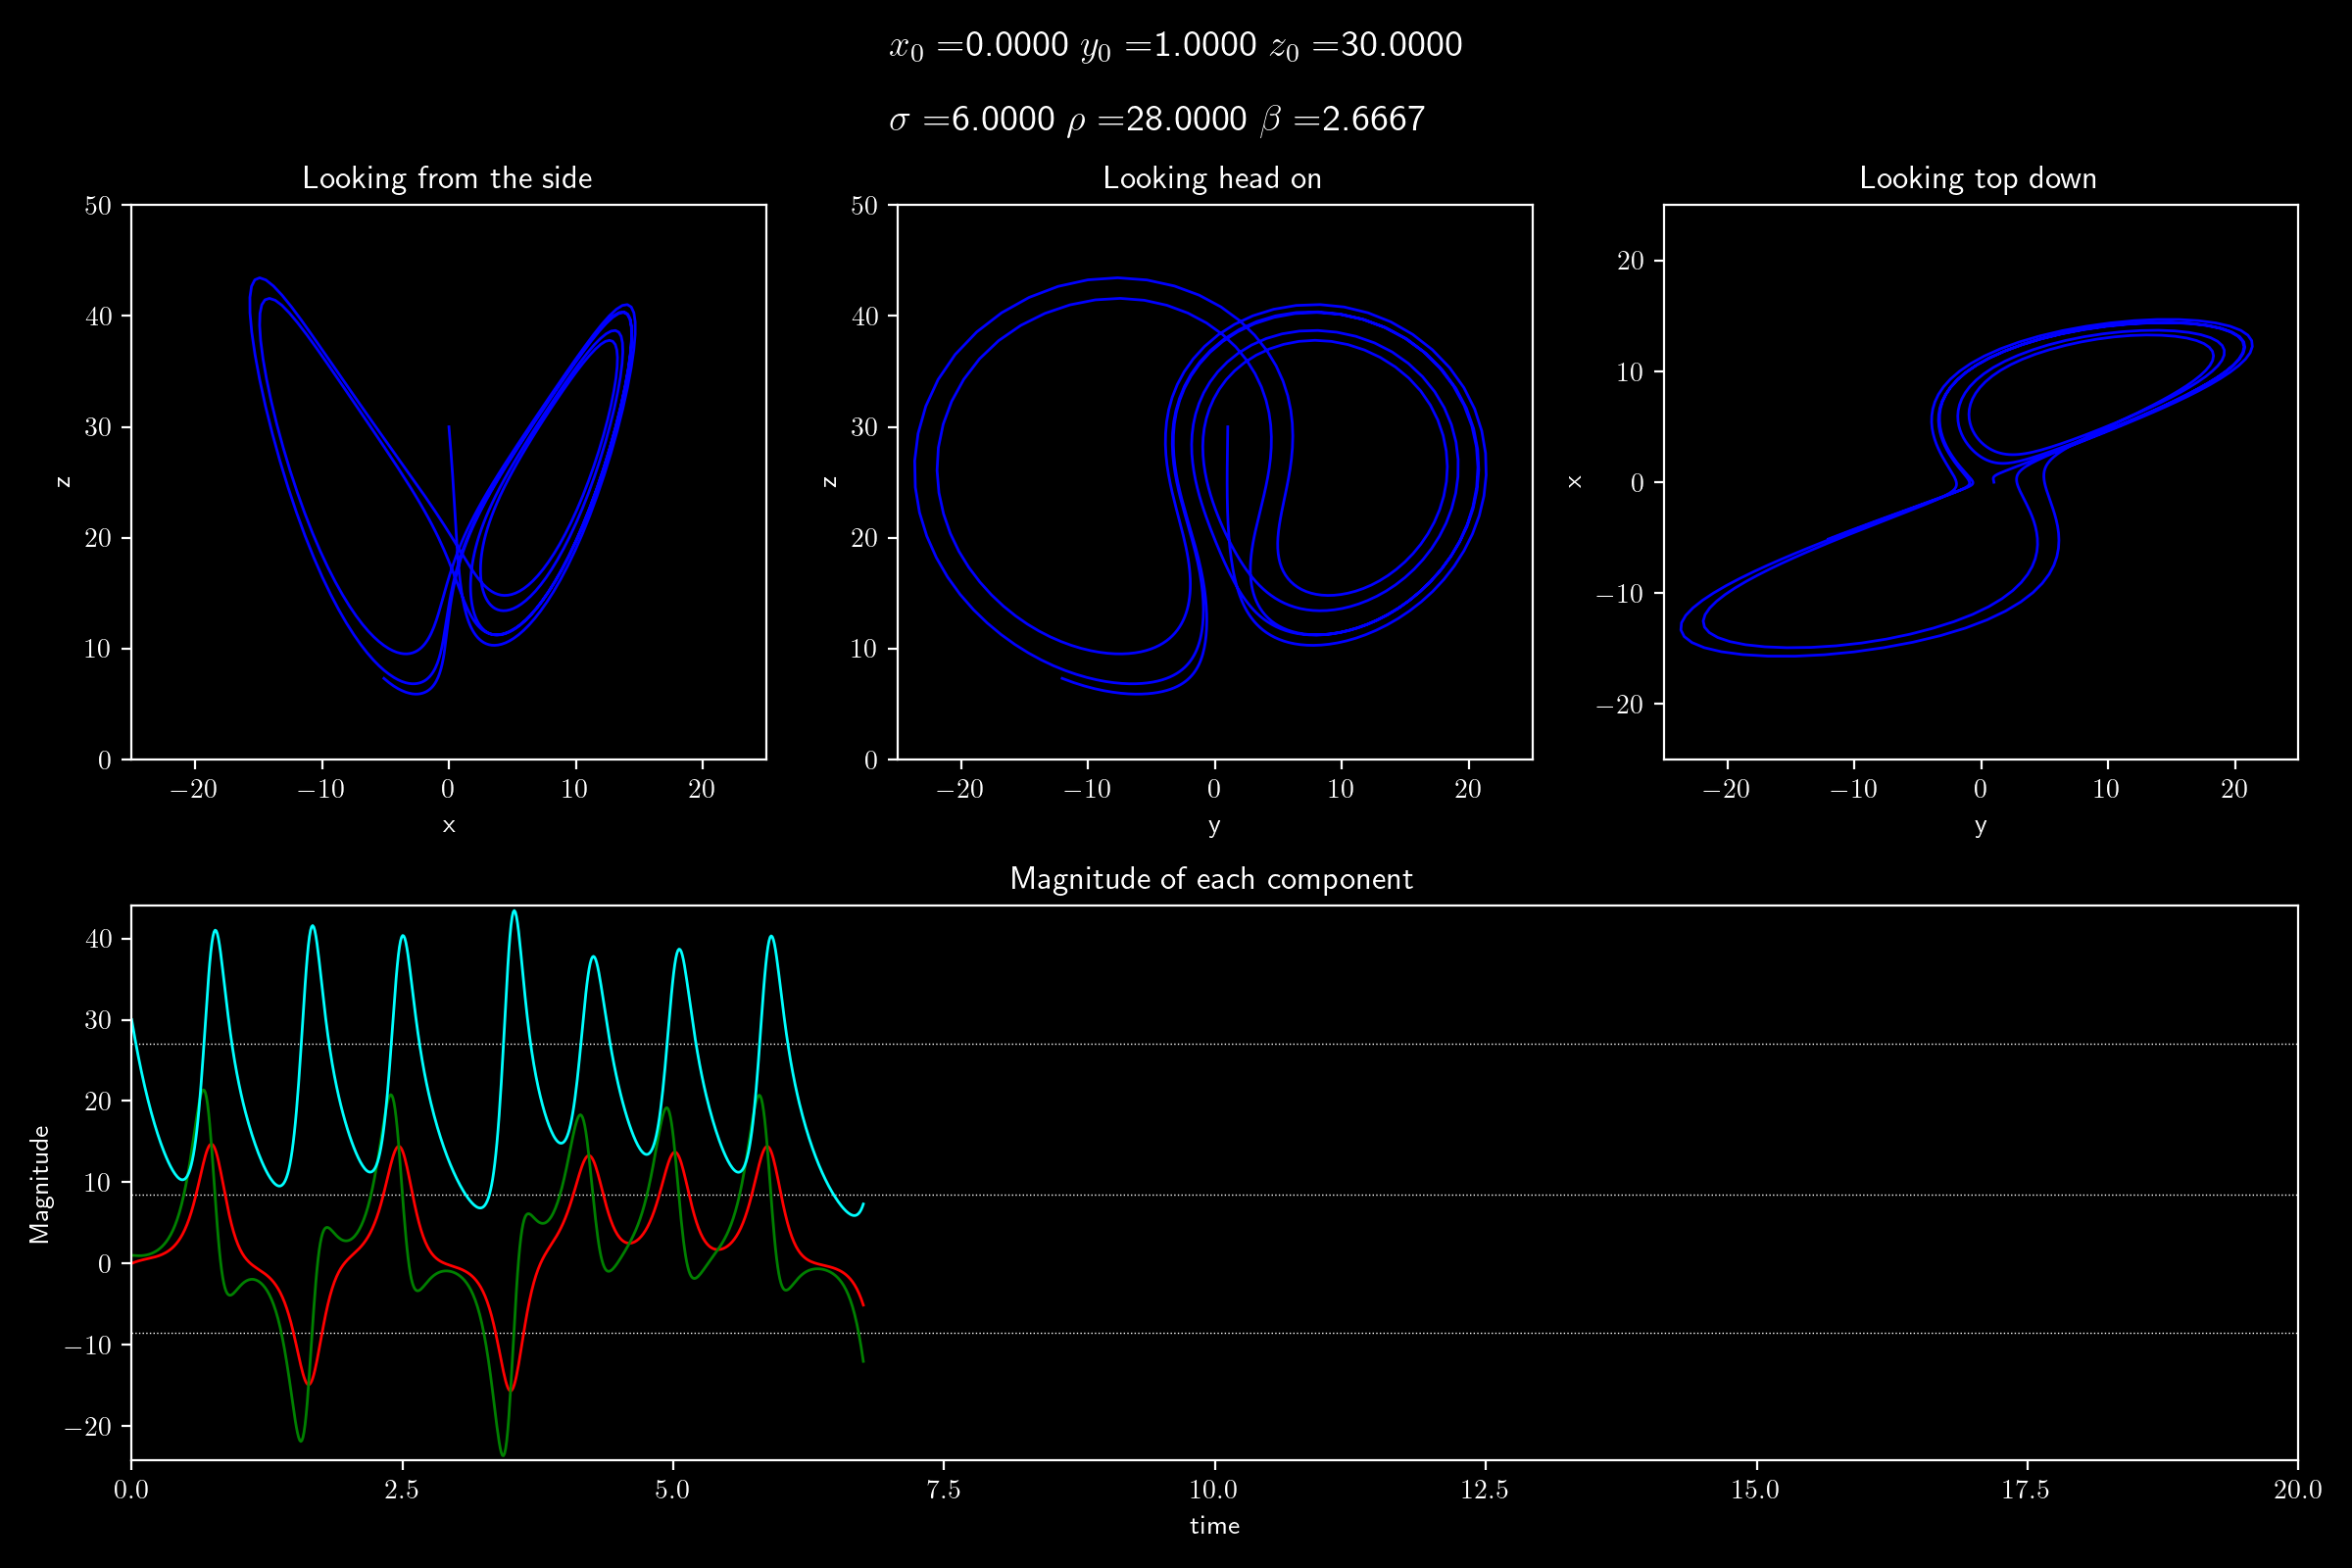 x₀ =0.0000 y₀ =1.0000 z₀ =30.0000
σ =6.0000 ρ =28.0000 β =2.6667
Looking from the side
Looking head on
Looking top down
50
40
30
20
10
0
z
−20 −10 0 10 20
x
50
40
30
20
10
0
z
−20 −10 0 10 20
y
20
10
0
−10
−20
x
−20 −10 0 10 20
y
Magnitude of each component
40
30
20
10
0
−10
−20
Magnitude
0.0 2.5 5.0 7.5 10.0 12.5 15.0 17.5 20.0
time